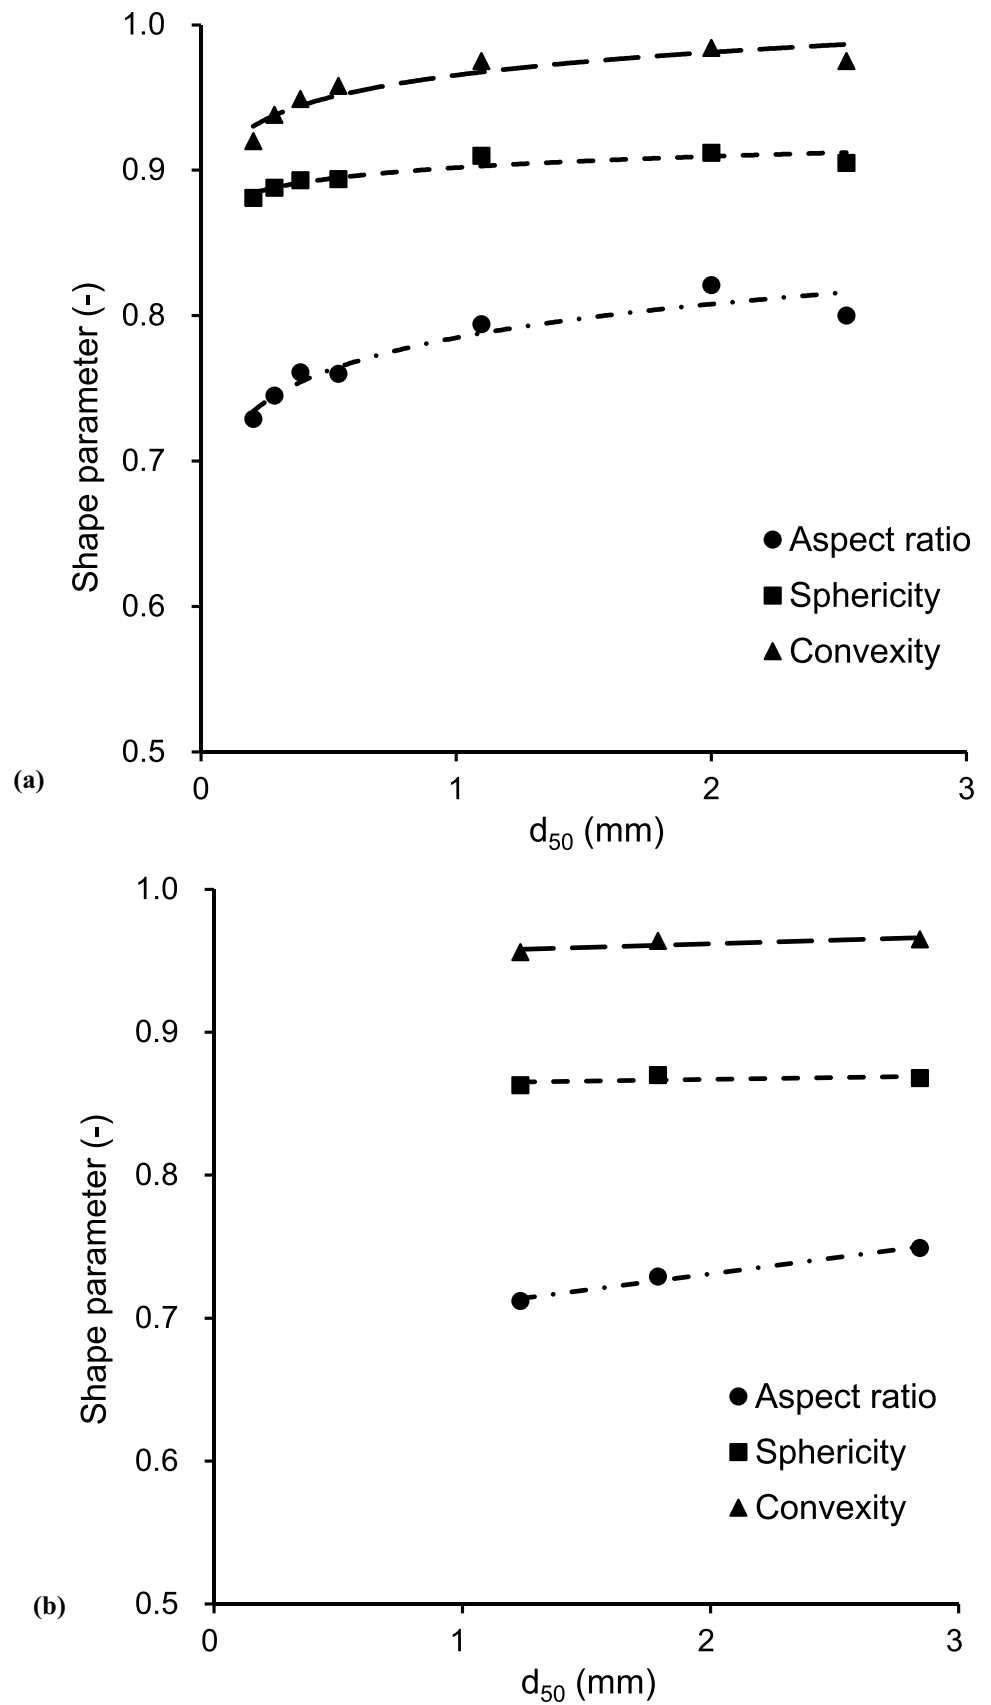 1.0
0.9
0.8
0.7
0.6
0.5
Shape parameter (-)
Aspect ratio
Sphericity
Convexity
(a)
0 1 2 3
d50 (mm)
1.0
0.9
0.8
0.7
0.6
0.5
Shape parameter (-)
Aspect ratio
Sphericity
Convexity
(b)
0 1 2 3
d50 (mm)